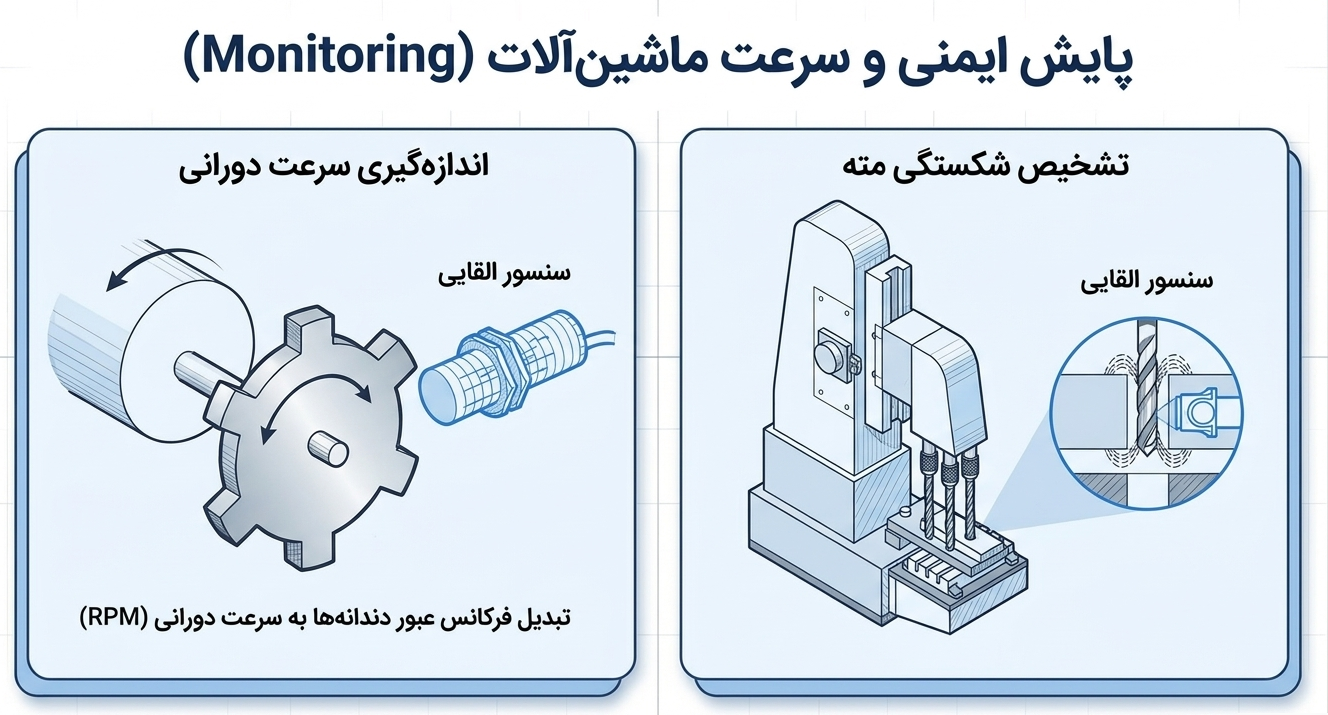 پایش ایمنی و سرعت ماشین‌آلات (Monitoring)
تشخیص شکستگی مته
سنسور القایی
اندازه‌گیری سرعت دورانی
سنسور القایی
تبدیل فرکانس عبور دندانه‌ها به سرعت دورانی (RPM)